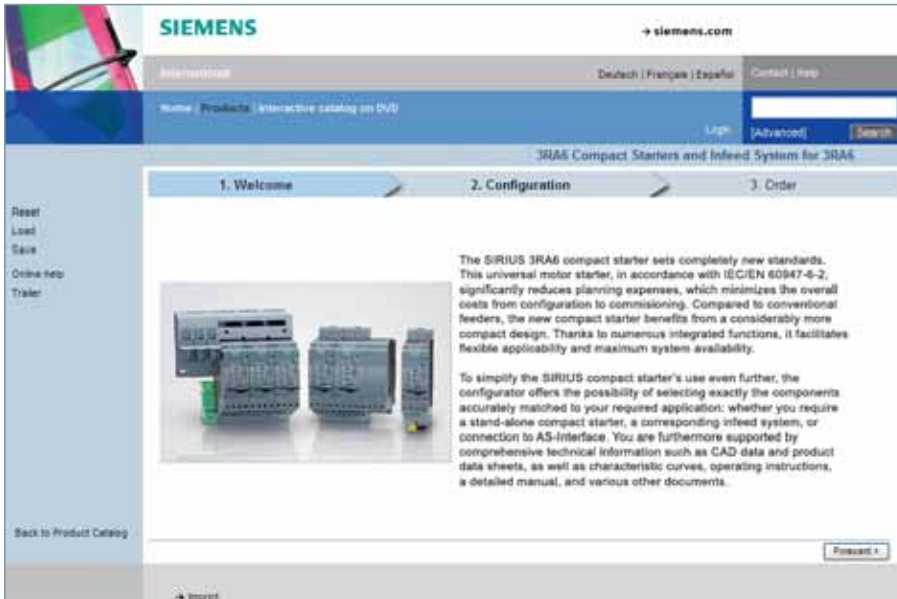 SIEMENS
→ siemens.com
International
Deutsch | Français | Español
Contact | Help
Home | Products | Interactive catalog on DVD
Login
[Advanced]
Search
3RA6 Compact Starters and Infeed System for 3RA6
1. Welcome
2. Configuration
3. Order
Reset
Load
Save
Online help
Trailer
The SIRIUS 3RA6 compact starter sets completely new standards.
This universal motor starter, in accordance with IEC/EN 60947-6-2,
significantly reduces planning expenses, which minimizes the overall
costs from configuration to commisioning. Compared to conventional
feeders, the new compact starter benefits from a considerably more
compact design. Thanks to numerous integrated functions, it facilitates
flexible applicability and maximum system availability.
To simplify the SIRIUS compact starter's use even further, the
configurator offers the possibility of selecting exactly the components
accurately matched to your required application: whether you require
a stand-alone compact starter, a corresponding infeed system, or
connection to AS-Interface. You are furthermore supported by
comprehensive technical information such as CAD data and product
data sheets, as well as characteristic curves, operating instructions,
a detailed manual, and various other documents.
Back to Product Catalog
Forward >
→ Imprint